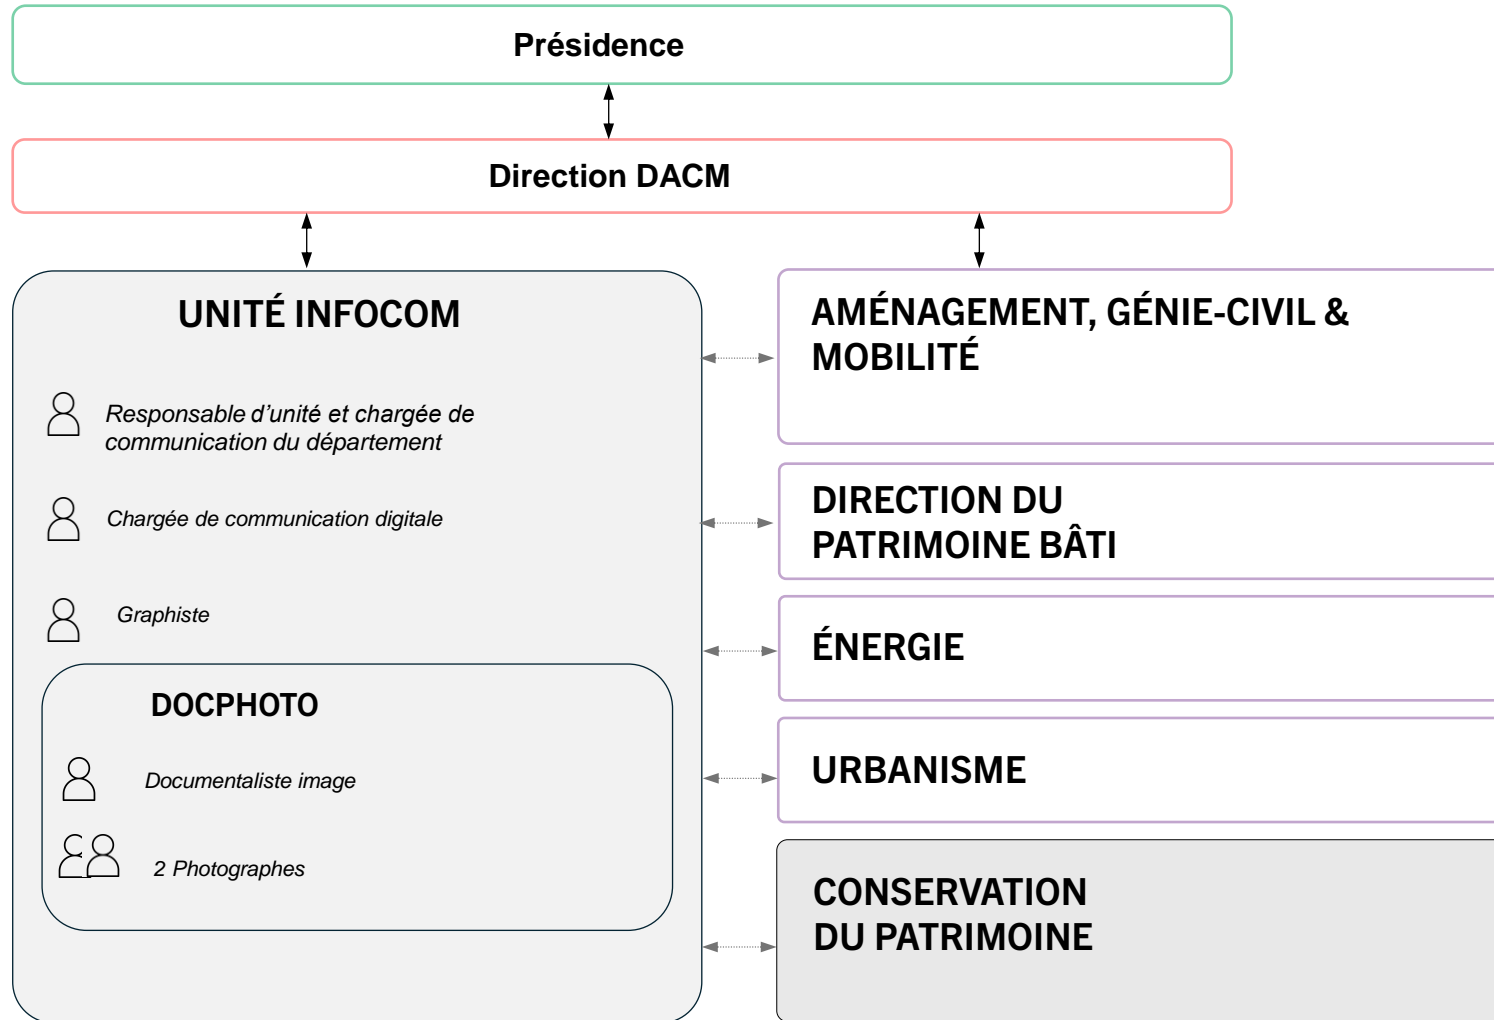 Présidence
Direction DACM
UNITÉ INFOCOM
Responsable d’unité et chargée de
communication du département
Chargée de communication digitale
Graphiste
DOCPHOTO
Documentaliste image
2 Photographes
AMÉNAGEMENT, GÉNIE-CIVIL &
MOBILITÉ
DIRECTION DU
PATRIMOINE BÂTI
ÉNERGIE
URBANISME
CONSERVATION
DU PATRIMOINE